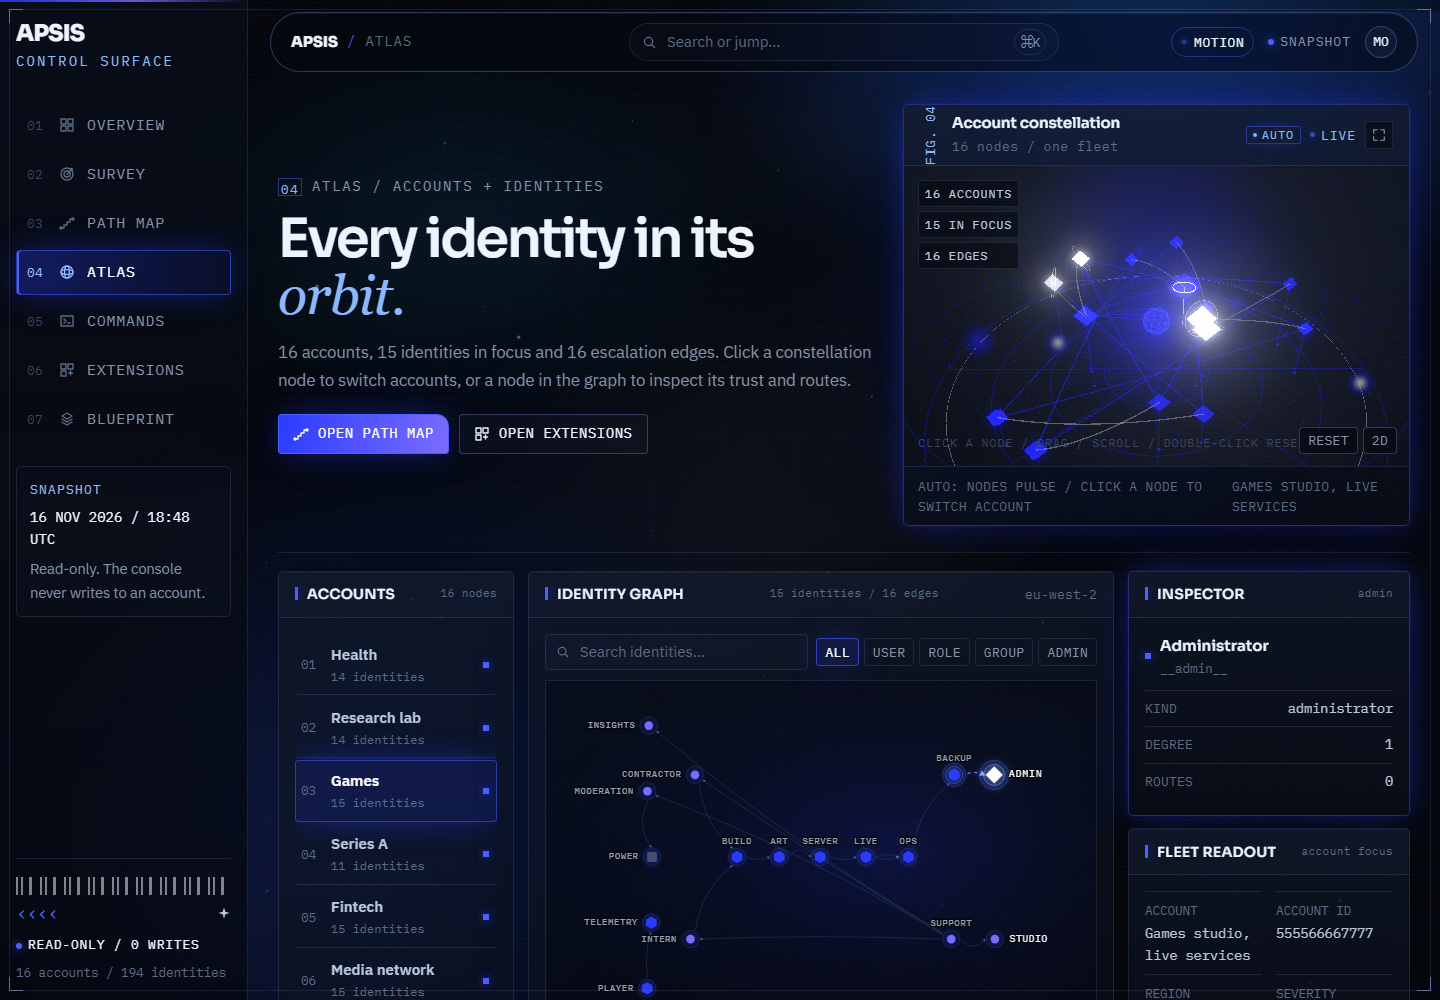 APSIS
CONTROL SURFACE
01 OVERVIEW
02 SURVEY
03 PATH MAP
04 ATLAS
05 COMMANDS
06 EXTENSIONS
07 BLUEPRINT
SNAPSHOT
16 NOV 2026 / 18:48
UTC
Read-only. The console
never writes to an account.
READ-ONLY / 0 WRITES
16 accounts / 194 identities
APSIS / ATLAS
Search or jump...
⌘K
MOTION
SNAPSHOT
MO
04 ATLAS / ACCOUNTS + IDENTITIES
Every identity in its
orbit.
16 accounts, 15 identities in focus and 16 escalation edges. Click a constellation
node to switch accounts, or a node in the graph to inspect its trust and routes.
OPEN PATH MAP
OPEN EXTENSIONS
FIG. 04
Account constellation
16 nodes / one fleet
AUTO
LIVE
16 ACCOUNTS
15 IN FOCUS
16 EDGES
CLICK A NODE / DRAG / SCROLL / DOUBLE-CLICK RESE
RESET
2D
AUTO: NODES PULSE / CLICK A NODE TO
SWITCH ACCOUNT
GAMES STUDIO, LIVE
SERVICES
ACCOUNTS
16 nodes
01 Health
14 identities
02 Research lab
14 identities
03 Games
15 identities
04 Series A
11 identities
05 Fintech
15 identities
06 Media network
15 identities
IDENTITY GRAPH
15 identities / 16 edges
eu-west-2
Search identities...
ALL
USER
ROLE
GROUP
ADMIN
INSIGHTS
CONTRACTOR
MODERATION
BACKUP
ADMIN
POWER
BUILD
ART
SERVER
LIVE
OPS
TELEMETRY
INTERN
SUPPORT
STUDIO
PLAYER
INSPECTOR
admin
Administrator
__admin__
KIND administrator
DEGREE 1
ROUTES 0
FLEET READOUT
account focus
ACCOUNT
Games studio,
live services
ACCOUNT ID
555566667777
REGION
SEVERITY